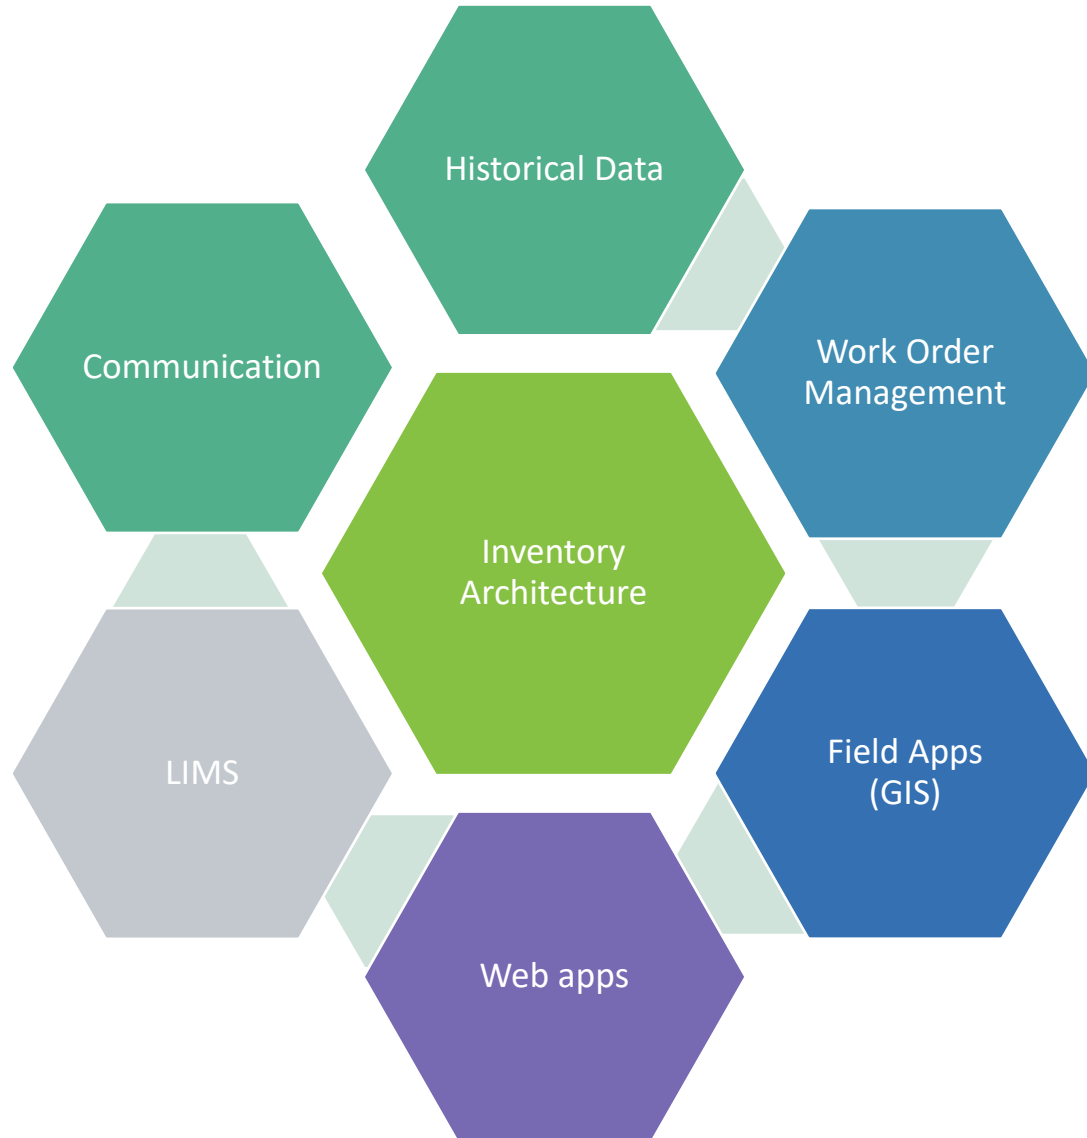 Historical Data
Communication
Work Order
Management
Inventory
Architecture
LIMS
Field Apps
(GIS)
Web apps